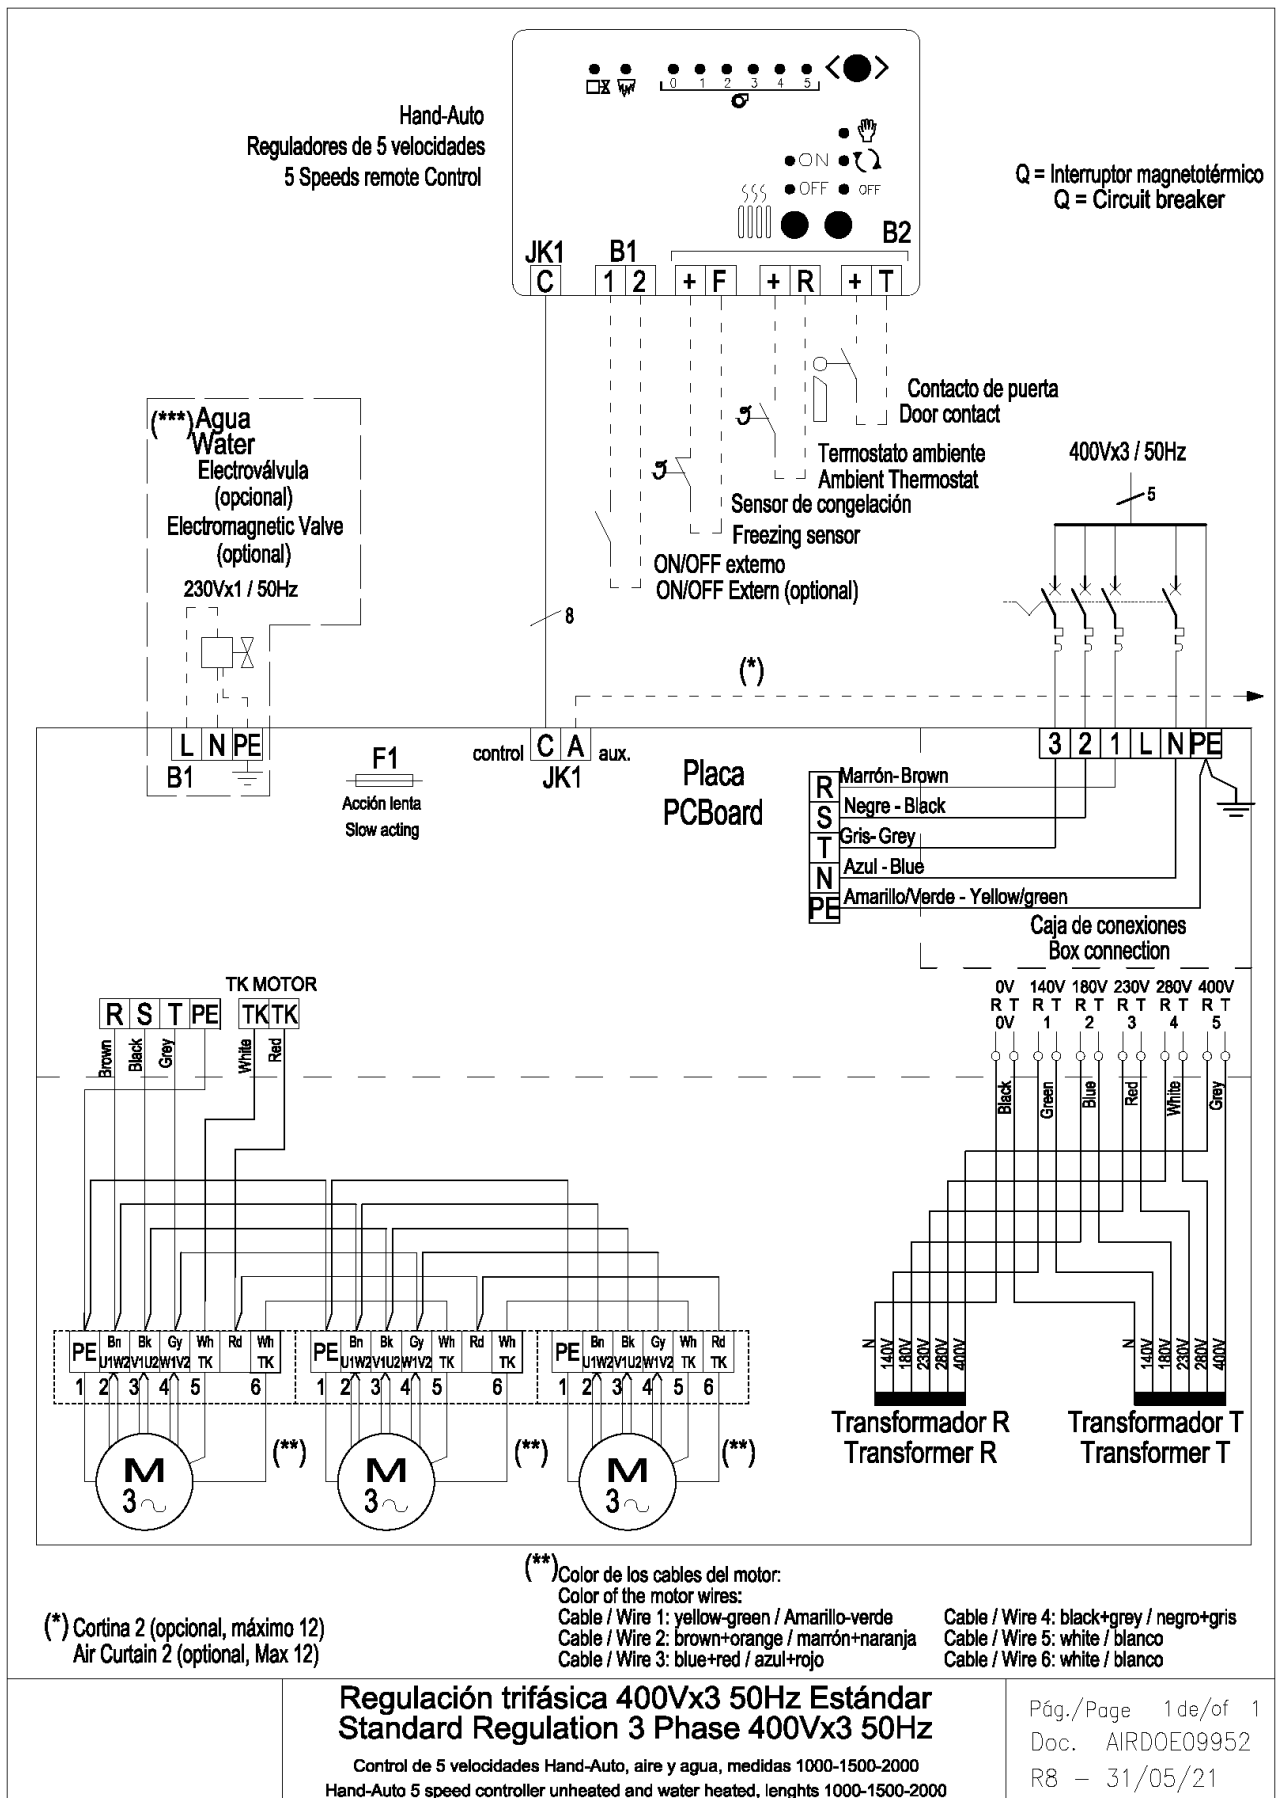 0 1 2 3 4 5
ON
OFF OFF
Hand-Auto
Reguladores de 5 velocidades
5 Speeds remote Control
Q = Interruptor magnetotérmico
Q = Circuit breaker
JK1 B1 B2
C 1 2 + F + R + T
Contacto de puerta
Door contact
Termostato ambiente
Ambient Thermostat
Sensor de congelación
Freezing sensor
ON/OFF externo
ON/OFF Extern (optional)
8
400Vx3 / 50Hz
5
(***) Agua
Water
Electroválvula
(opcional)
Electromagnetic Valve
(optional)
230Vx1 / 50Hz
(*)
L N PE
B1
F1
Acción lenta
Slow acting
control C A aux.
JK1
Placa
PCBoard
3 2 1 L N PE
R Marrón-Brown
S Negre - Black
T Gris-Grey
N Azul - Blue
PE Amarillo/Verde - Yellow/green
Caja de conexiones
Box connection
TK MOTOR
R S T PE TK TK
Brown Black Grey White Red
0V 140V 180V 230V 280V 400V
R T R T R T R T R T R T
0V 1 2 3 4 5
Black Green Blue Red White Grey
PE Bn Bk Gy Wh Rd Wh
U1W2 V1U2 W1V2 TK TK
1 2 3 4 5 6
PE Bn Bk Gy Wh Rd Wh
U1W2 V1U2 W1V2 TK TK
1 2 3 4 5 6
PE Bn Bk Gy Wh Rd
U1W2 V1U2 W1V2 TK TK
1 2 3 4 5 6
M
3~
(**)
M
3~
(**)
M
3~
(**)
N 140V 180V 230V 280V 400V
Transformador R
Transformer R
N 140V 180V 230V 280V 400V
Transformador T
Transformer T
(*) Cortina 2 (opcional, máximo 12)
Air Curtain 2 (optional, Max 12)
(**) Color de los cables del motor:
Color of the motor wires:
Cable / Wire 1: yellow-green / Amarillo-verde
Cable / Wire 2: brown+orange / marrón+naranja
Cable / Wire 3: blue+red / azul+rojo
Cable / Wire 4: black+grey / negro+gris
Cable / Wire 5: white / blanco
Cable / Wire 6: white / blanco
Regulación trifásica 400Vx3 50Hz Estándar
Standard Regulation 3 Phase 400Vx3 50Hz
Control de 5 velocidades Hand-Auto, aire y agua, medidas 1000-1500-2000
Hand-Auto 5 speed controller unheated and water heated, lenghts 1000-1500-2000
Pág./Page 1 de/of 1
Doc. AIRDOE09952
R8 - 31/05/21